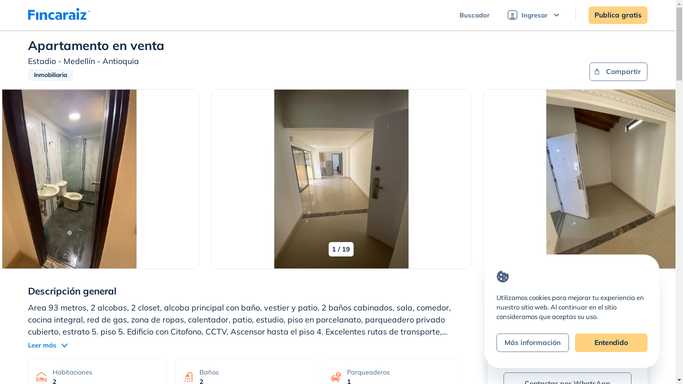 Fincaraiz
Buscador
Ingresar
Publica gratis
Apartamento en venta
Estadio - Medellín - Antioquia
Inmobiliaria
Compartir
1 / 19
Descripción general
Area 93 metros, 2 alcobas, 2 closet, alcoba principal con baño, vestier y patio, 2 baños cabinados, sala, comedor,
cocina integral, red de gas, zona de ropas, calentador, patio, estudio, piso en porcelanato, parqueadero privado
cubierto, estrato 5. piso 5. Edificio con Citofono, CCTV, Ascensor hasta el piso 4. Excelentes rutas de transporte,...
Leer más
Habitaciones
2
Baños
2
Parqueaderos
1
Utilizamos cookies para mejorar tu experiencia en
nuestro sitio web. Al continuar en el sitio
consideramos que aceptas su uso.
Más información
Entendido
Contactar por WhatsApp